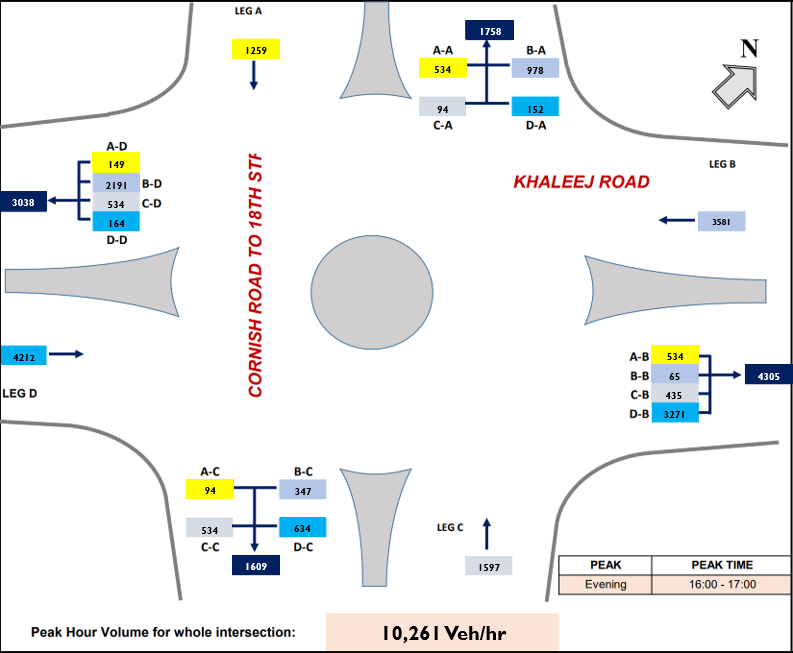 LEG A
1758
1259
A-A
B-A
534
978
94
152
C-A
D-A
N
A-D
149
2191
B-D
534
C-D
164
D-D
3038
CORNISH ROAD TO 18TH STR
KHALEEJ ROAD
LEG B
3581
4212
LEG D
A-B
534
B-B
65
C-B
435
D-B
3271
4305
A-C
B-C
94
347
534
634
C-C
D-C
1609
LEG C
1597
PEAK PEAK TIME
Evening 16:00 - 17:00
Peak Hour Volume for whole intersection: 10,261 Veh/hr